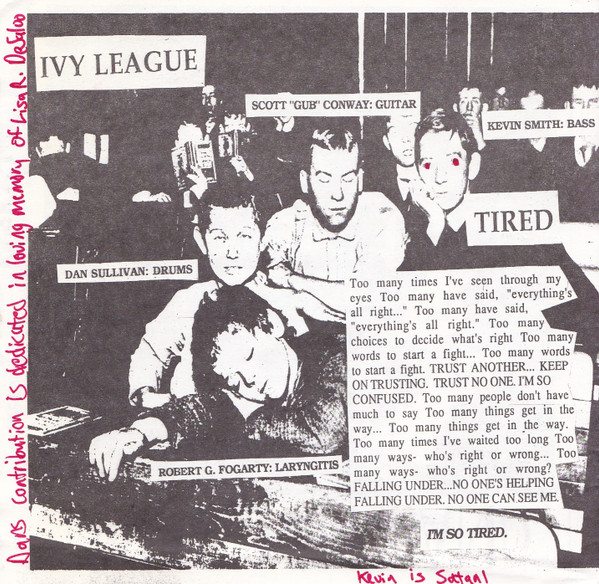 IVY LEAGUE
SCOTT "GUB" CONWAY: GUITAR
KEVIN SMITH: BASS
TIRED
DAN SULLIVAN: DRUMS
Too many times I've seen through my
eyes Too many have said, "everything's
all right..." Too many have said,
"everything's all right." Too many
choices to decide what's right Too many
words to start a fight... Too many words
to start a fight. TRUST ANOTHER... KEEP
ON TRUSTING. TRUST NO ONE. I'M SO
CONFUSED. Too many people don't have
much to say Too many things get in the
way... Too many things get in the way.
Too many times I've waited too long Too
many ways- who's right or wrong... Too
many ways- who's right or wrong?
FALLING UNDER...NO ONE'S HELPING
FALLING UNDER. NO ONE CAN SEE ME.
ROBERT G. FOGARTY: LARYNGITIS
I'M SO TIRED.
Dans contribution is dedicated in loving memory of Lisa R.
Kevin is Satan!